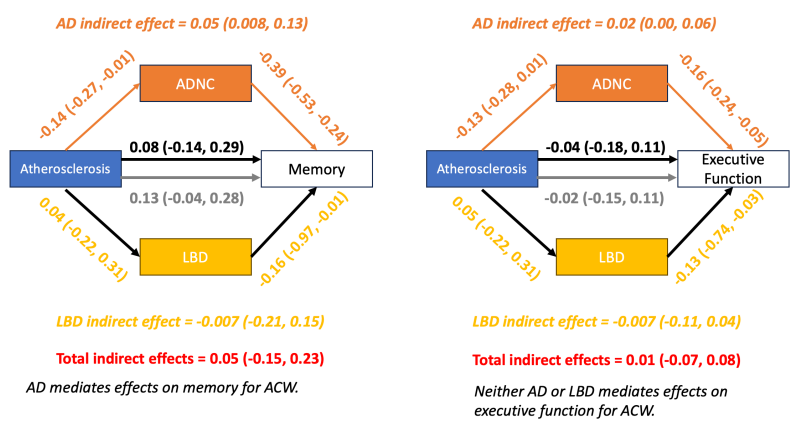 AD indirect effect = 0.05 (0.008, 0.13)
-0.14 (-0.27, -0.01)
ADNC
-0.39 (-0.53, -0.24)
Atherosclerosis
0.08 (-0.14, 0.29)
0.13 (-0.04, 0.28)
Memory
0.04 (-0.22, 0.31)
LBD
-0.16 (-0.97, -0.01)
LBD indirect effect = -0.007 (-0.21, 0.15)
Total indirect effects = 0.05 (-0.15, 0.23)
AD mediates effects on memory for ACW.
AD indirect effect = 0.02 (0.00, 0.06)
-0.13 (-0.28, 0.01)
ADNC
-0.16 (-0.24, -0.05)
Atherosclerosis
-0.04 (-0.18, 0.11)
-0.02 (-0.15, 0.11)
Executive
Function
0.05 (-0.22, 0.31)
LBD
-0.13 (-0.74, -0.03)
LBD indirect effect = -0.007 (-0.11, 0.04)
Total indirect effects = 0.01 (-0.07, 0.08)
Neither AD or LBD mediates effects on
executive function for ACW.